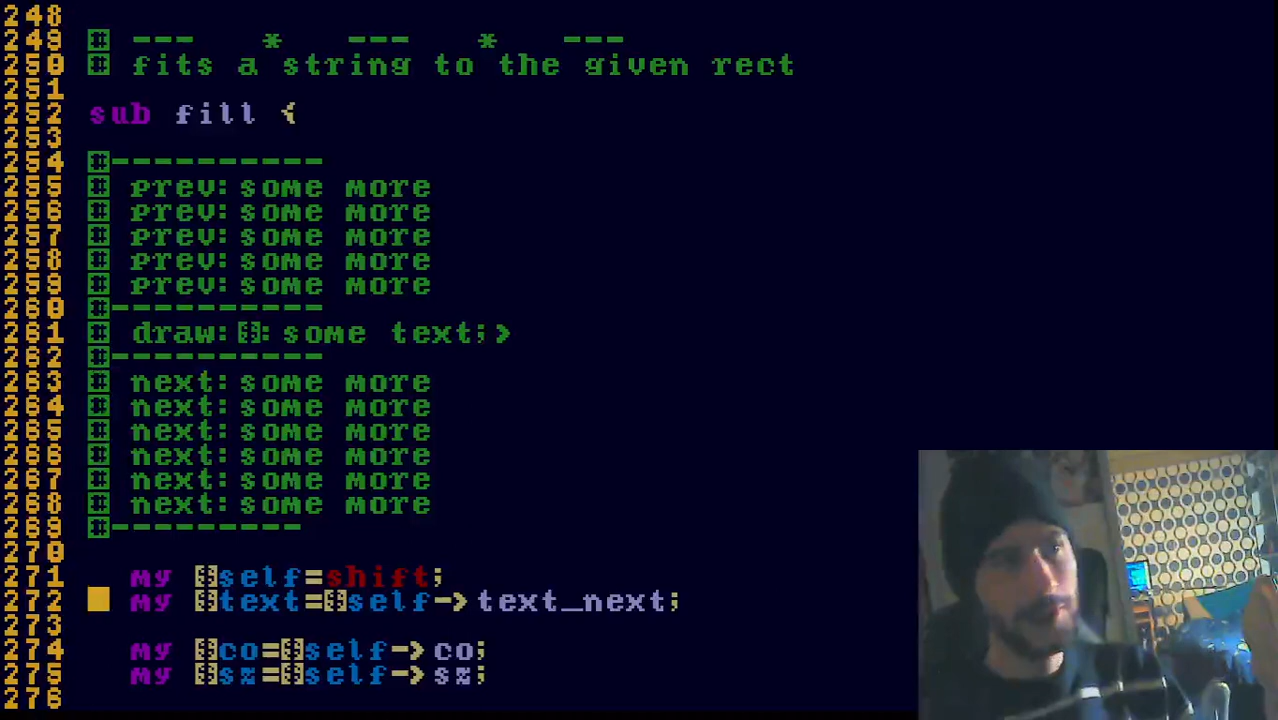 248
249 # ---   *   ---   *   ---
250 # fits a string to the given rect
251
252 sub fill {
253
254 #----------
255 # prev:some more
256 # prev:some more
257 # prev:some more
258 # prev:some more
259 # prev:some more
260 #----------
261 # draw:$:some text;>
262 #----------
263 # next:some more
264 # next:some more
265 # next:some more
266 # next:some more
267 # next:some more
268 # next:some more
269 #---------
270
271   my $self=shift;
272   my $text=$self->text_next;
273
274   my $co=$self->co;
275   my $sz=$self->sz;
276